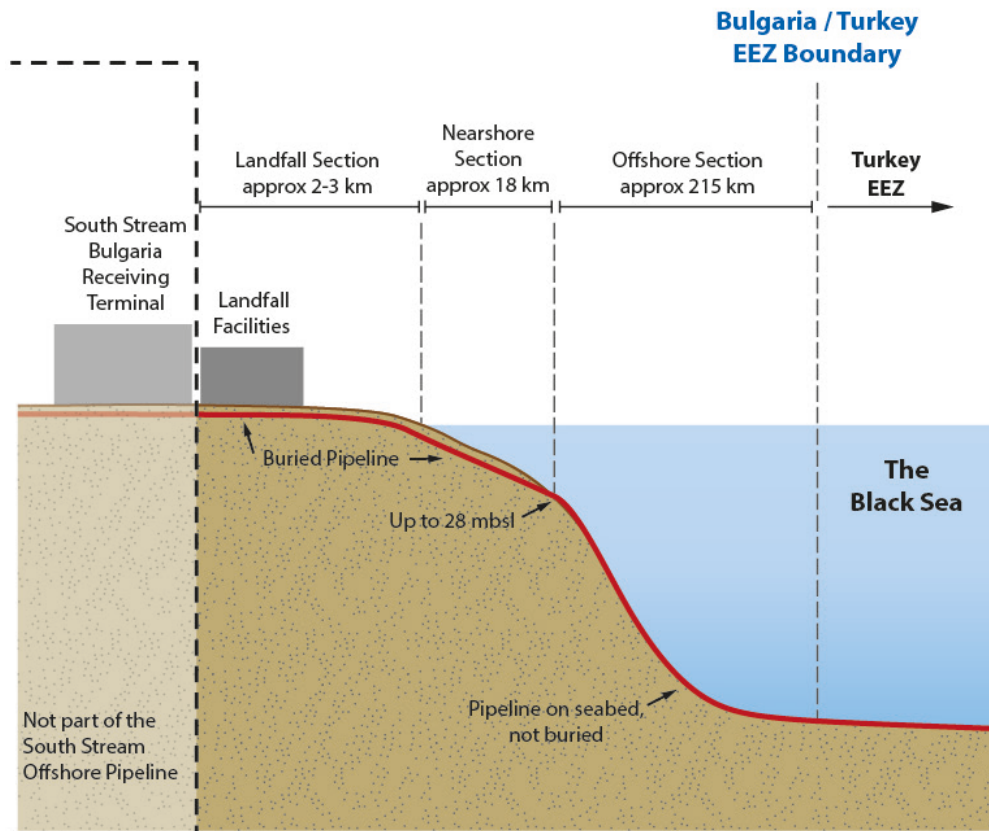 Bulgaria / Turkey
EEZ Boundary
Nearshore
Section
approx 18 km
Landfall Section
approx 2-3 km
Offshore Section
approx 215 km
Turkey
EEZ
South Stream
Bulgaria
Receiving
Terminal
Landfall
Facilities
Buried Pipeline
The
Black Sea
Up to 28 mbsl
Pipeline on seabed,
not buried
Not part of the
South Stream
Offshore Pipeline